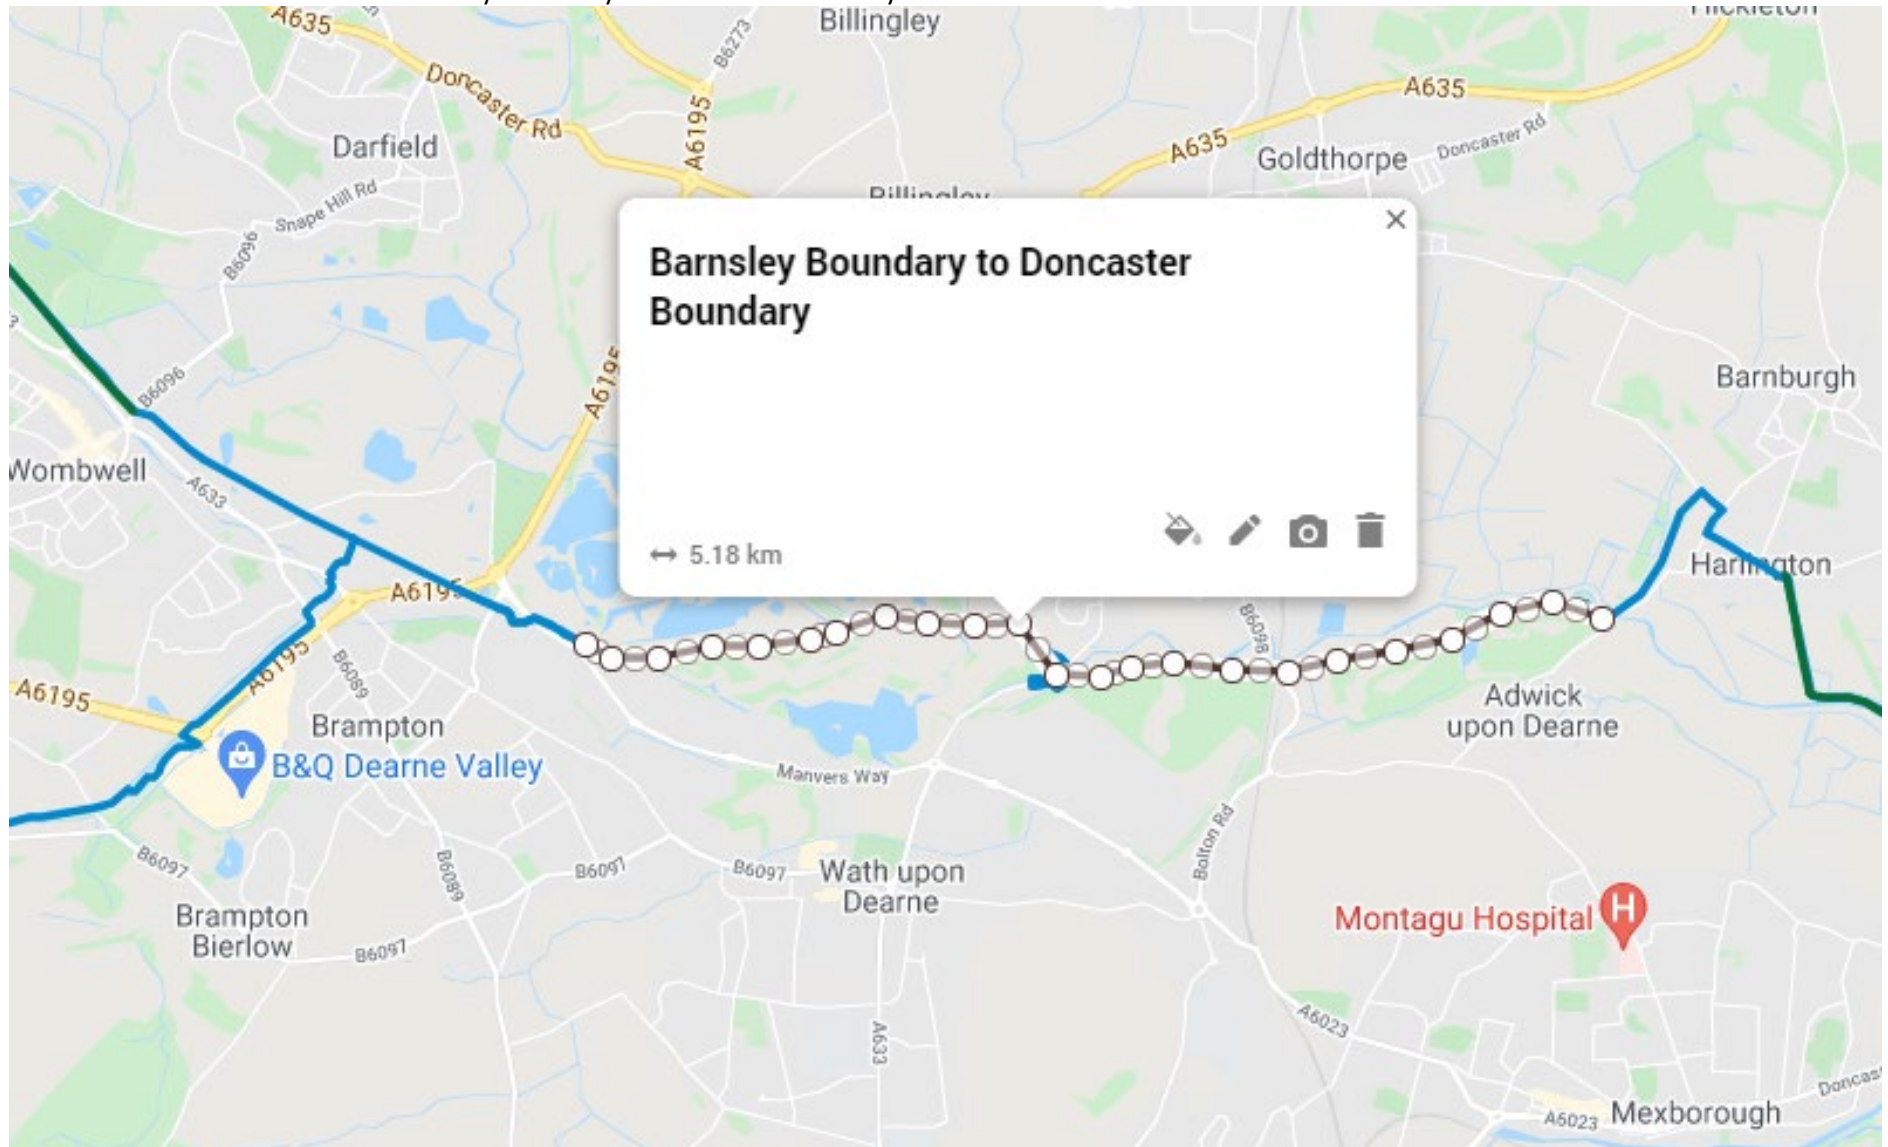 A635
Billingley
B6273
Doncaster Rd
A6195
A635
Darfield
A635
Goldthorpe
Doncaster Rd
Snape Hill Rd
B6096
Barnsley Boundary to Doncaster
Boundary
5.18 km
A6195
B6096
Barnburgh
Wombwell
A633
Harlington
A6195
B6098
A6195
B6089
A6195
Adwick
upon Dearne
Brampton
B&Q Dearne Valley
Manvers Way
Bolton Rd
B6097
B6089
B6097
B6097
Wath upon
Dearne
Brampton
Bierlow
B6097
Montagu Hospital
H
A633
A6023
A6023
Mexborough